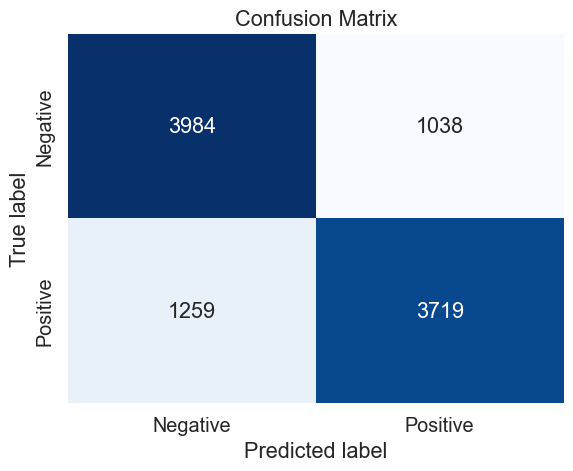 Confusion Matrix
True label
Negative
3984 1038
Positive
1259 3719
Negative Positive
Predicted label